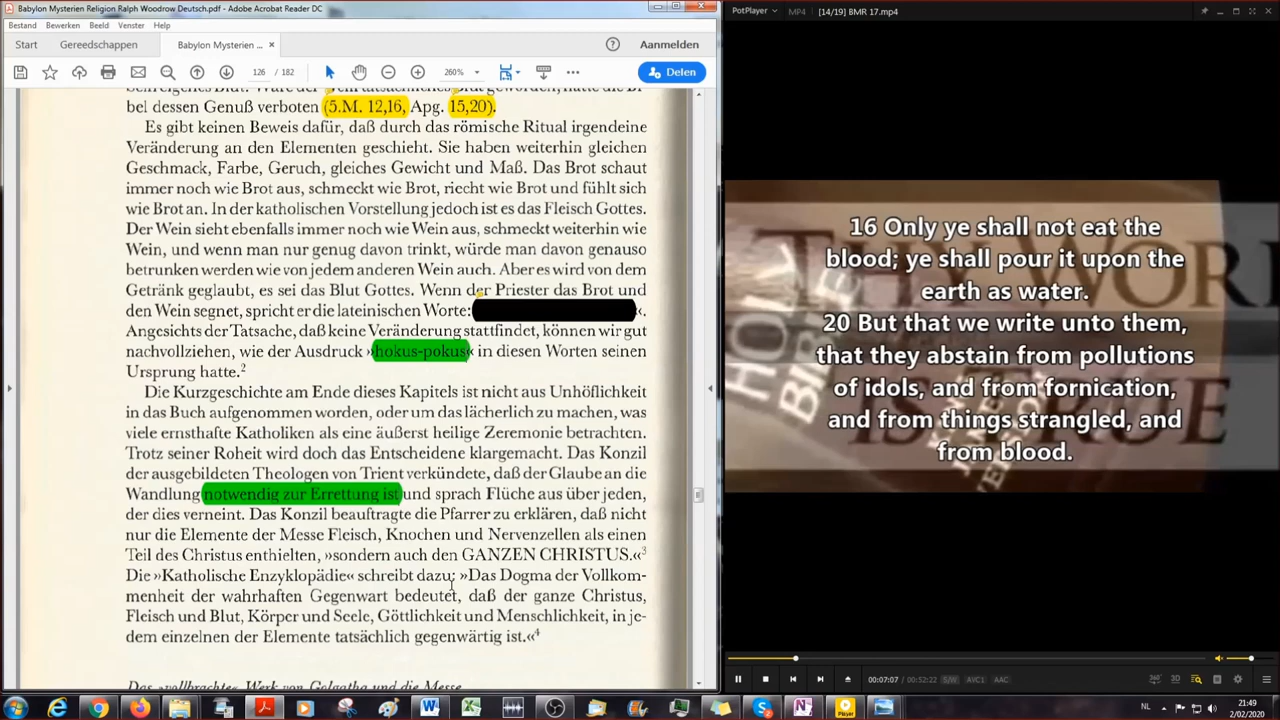 Babylon Mysterien Religion Ralph Woodrow Deutsch.pdf - Adobe Acrobat Reader DC
Bestand Bewerken Beeld Venster Help
Start Gereedschappen Babylon Mysterien ... × Aanmelden
126 / 182 260% Delen
bel dessen Genuß verboten (5.M. 12,16, Apg. 15,20).
Es gibt keinen Beweis dafür, daß durch das römische Ritual irgendeine
Veränderung an den Elementen geschieht. Sie haben weiterhin gleichen
Geschmack, Farbe, Geruch, gleiches Gewicht und Maß. Das Brot schaut
immer noch wie Brot aus, schmeckt wie Brot, riecht wie Brot und fühlt sich
wie Brot an. In der katholischen Vorstellung jedoch ist es das Fleisch Gottes.
Der Wein sieht ebenfalls immer noch wie Wein aus, schmeckt weiterhin wie
Wein, und wenn man nur genug davon trinkt, würde man davon genauso
betrunken werden wie von jedem anderen Wein auch. Aber es wird von dem
Getränk geglaubt, es sei das Blut Gottes. Wenn der Priester das Brot und
den Wein segnet, spricht er die lateinischen Worte: «.
Angesichts der Tatsache, daß keine Veränderung stattfindet, können wir gut
nachvollziehen, wie der Ausdruck »hokus-pokus« in diesen Worten seinen
Ursprung hatte.²
Die Kurzgeschichte am Ende dieses Kapitels ist nicht aus Unhöflichkeit
in das Buch aufgenommen worden, oder um das lächerlich zu machen, was
viele ernsthafte Katholiken als eine äußerst heilige Zeremonie betrachten.
Trotz seiner Roheit wird doch das Entscheidene klargemacht. Das Konzil
der ausgebildeten Theologen von Trient verkündete, daß der Glaube an die
Wandlung notwendig zur Errettung ist und sprach Flüche aus über jeden,
der dies verneint. Das Konzil beauftragte die Pfarrer zu erklären, daß nicht
nur die Elemente der Messe Fleisch, Knochen und Nervenzellen als einen
Teil des Christus enthielten, »sondern auch den GANZEN CHRISTUS.«³
Die »Katholische Enzyklopädie« schreibt dazu: »Das Dogma der Vollkom-
menheit der wahrhaften Gegenwart bedeutet, daß der ganze Christus,
Fleisch und Blut, Körper und Seele, Göttlichkeit und Menschlichkeit, in je-
dem einzelnen der Elemente tatsächlich gegenwärtig ist.«⁴
Das »vollbrachte« Werk von Golgatha und die Messe
PotPlayer MP4 [14/19] BMR 17.mp4
HOLY BIBLE
16 Only ye shall not eat the
blood; ye shall pour it upon the
earth as water.
20 But that we write unto them,
that they abstain from pollutions
of idols, and from fornication,
and from things strangled, and
from blood.
00:07:07 / 00:52:22 S/W AVC1 AAC 360° 3D
NL 21:49
2/02/2020